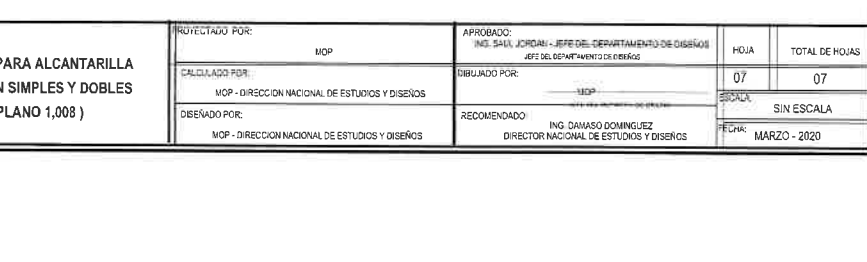 PARA ALCANTARILLA
N SIMPLES Y DOBLES
PLANO 1,008 )
PROYECTADO POR:
MOP
CALCULADO POR:
MOP - DIRECCION NACIONAL DE ESTUDIOS Y DISEÑOS
DISEÑADO POR:
MOP - DIRECCION NACIONAL DE ESTUDIOS Y DISEÑOS
APROBADO:
ING. SAUL JORDAN - JEFE DEL DEPARTAMENTO DE DISEÑOS
JEFE DEL DEPARTAMENTO DE DISEÑOS
DIBUJADO POR:
MOP
RECOMENDADO:
ING. DAMASO DOMINGUEZ
DIRECTOR NACIONAL DE ESTUDIOS Y DISEÑOS
HOJA
TOTAL DE HOJAS
07
07
ESCALA:
SIN ESCALA
FECHA:
MARZO - 2020